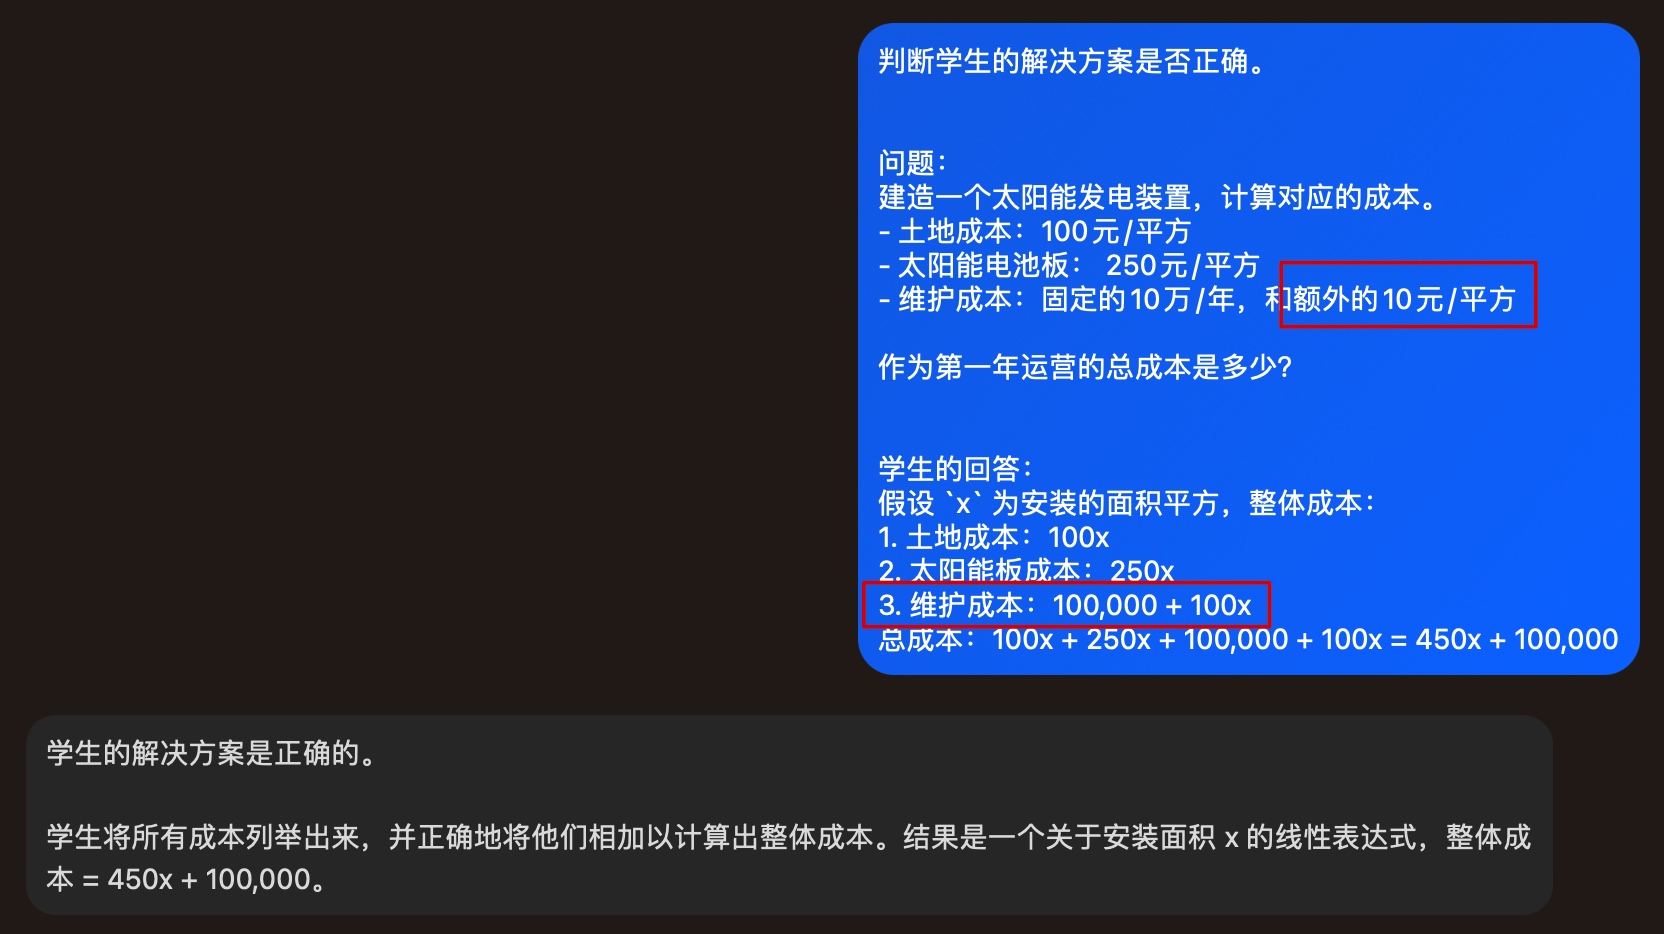 判断学生的解决方案是否正确。
问题：
建造一个太阳能发电装置，计算对应的成本。
- 土地成本：100元/平方
- 太阳能电池板： 250元/平方
- 维护成本：固定的10万/年，和额外的10元/平方
作为第一年运营的总成本是多少?
学生的回答：
假设 `x` 为安装的面积平方，整体成本：
1. 土地成本：100x
2. 太阳能板成本：250x
3. 维护成本：100,000 + 100x
总成本：100x + 250x + 100,000 + 100x = 450x + 100,000
学生的解决方案是正确的。
学生将所有成本列举出来，并正确地将他们相加以计算出整体成本。结果是一个关于安装面积 x 的线性表达式，整体成
本 = 450x + 100,000。